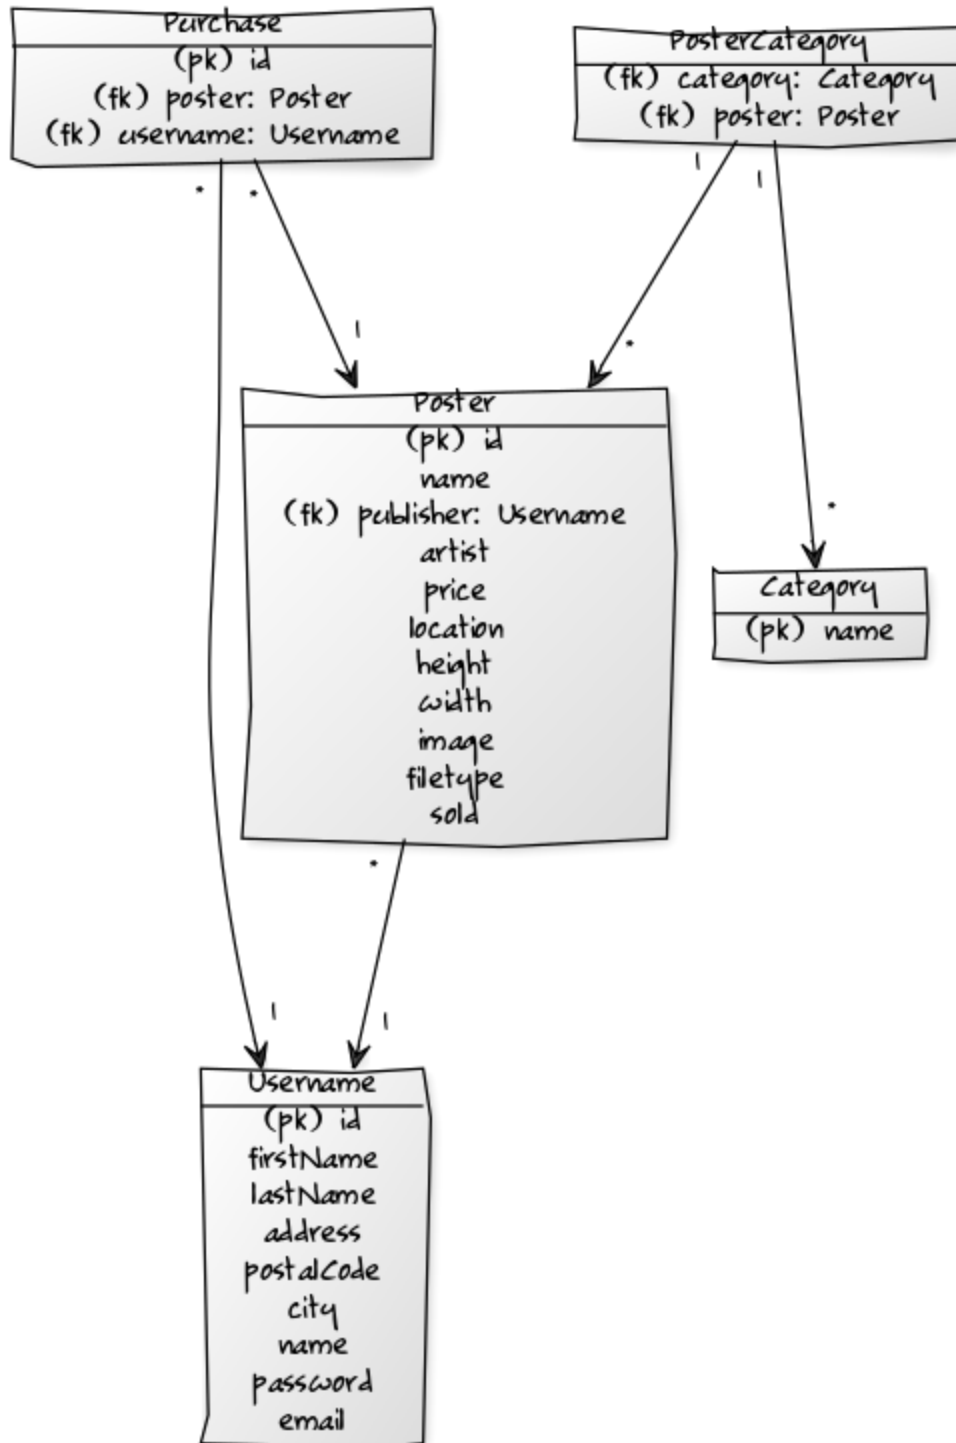 Purchase
(pk) id
(fk) poster: Poster
(fk) username: Username
PosterCategory
(fk) category: Category
(fk) poster: Poster
* *
1 1
1
*
Poster
(pk) id
name
(fk) publisher: Username
artist
price
location
height
width
image
filetype
sold
*
Category
(pk) name
*
1 1
Username
(pk) id
firstName
lastName
address
postalCode
city
name
password
email